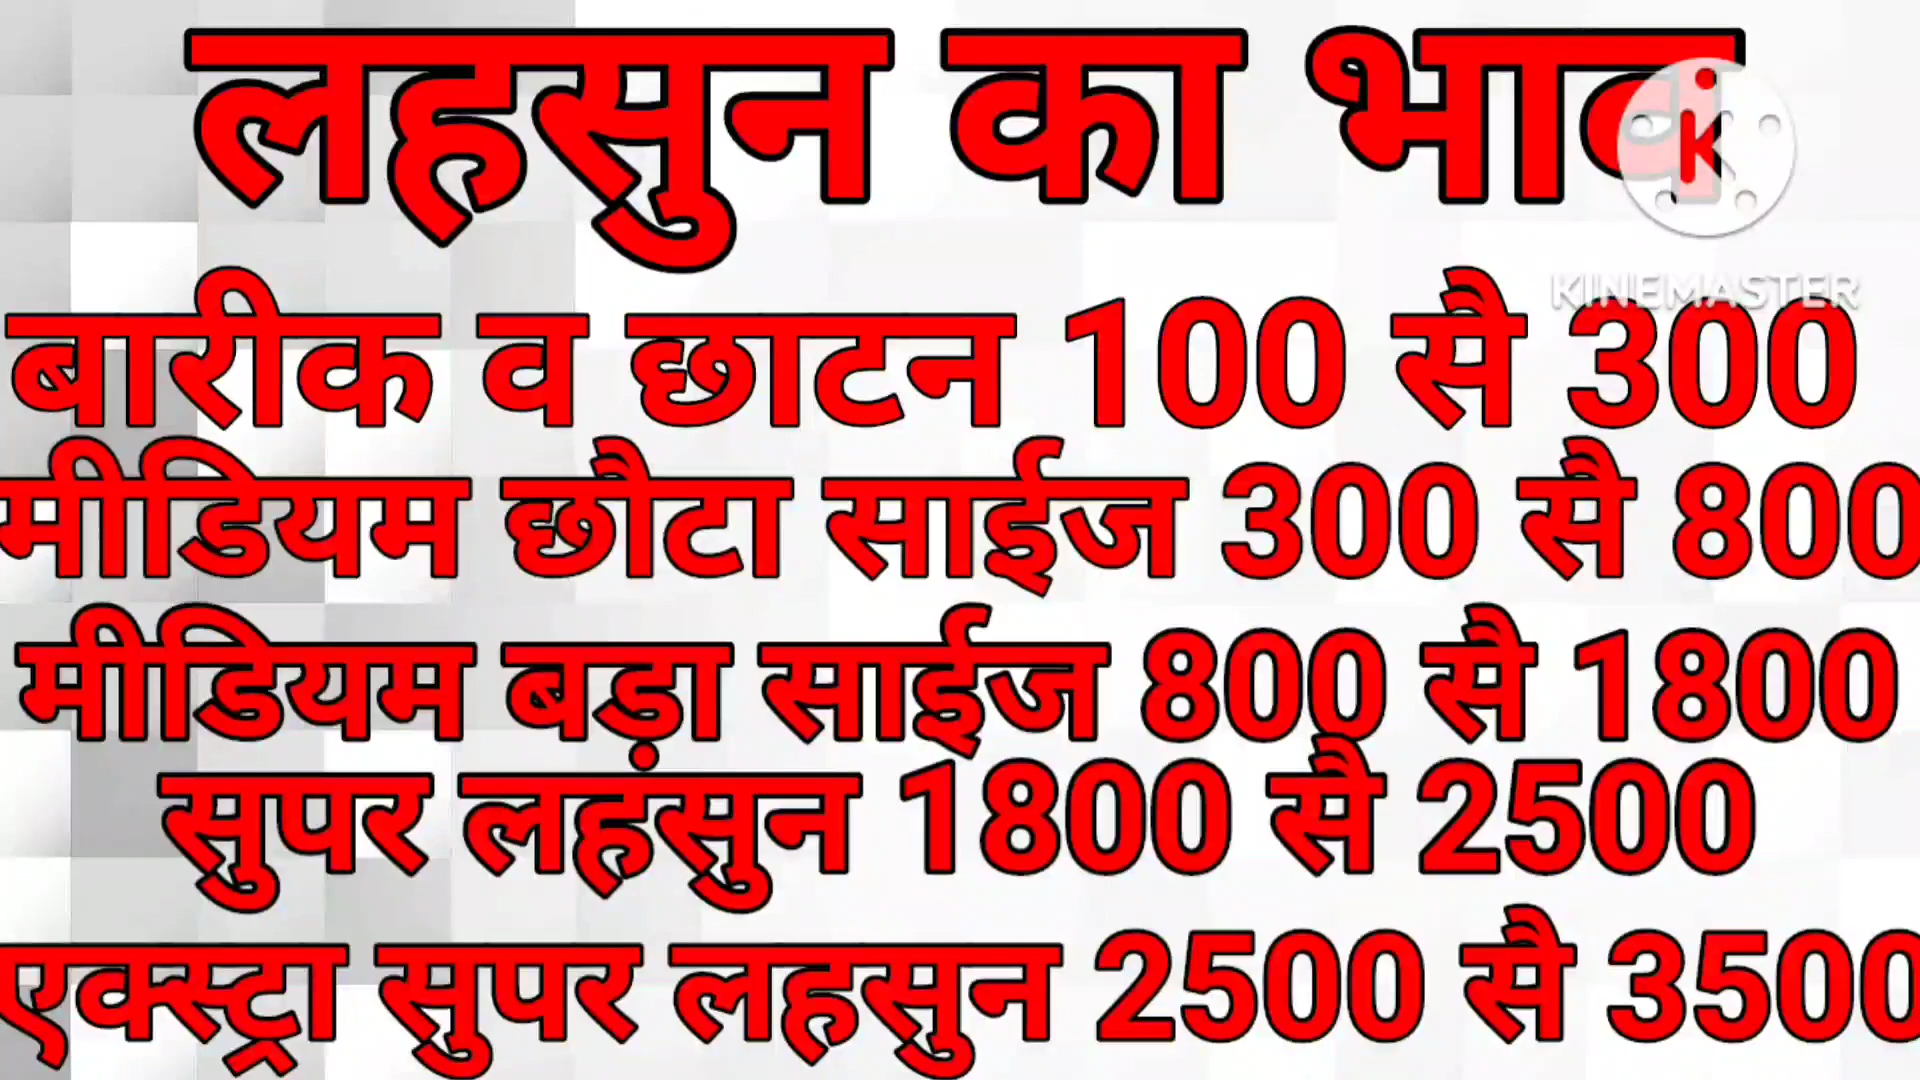 लहसुन का भाव
KINEMASTER
बारीक व छाटन 100 सै 300
मीडियम छौटा साईज 300 सै 800
मीडियम बड़ा साईज 800 सै 1800
सुपर लहसुन 1800 सै 2500
एक्स्ट्रा सुपर लहसुन 2500 सै 3500